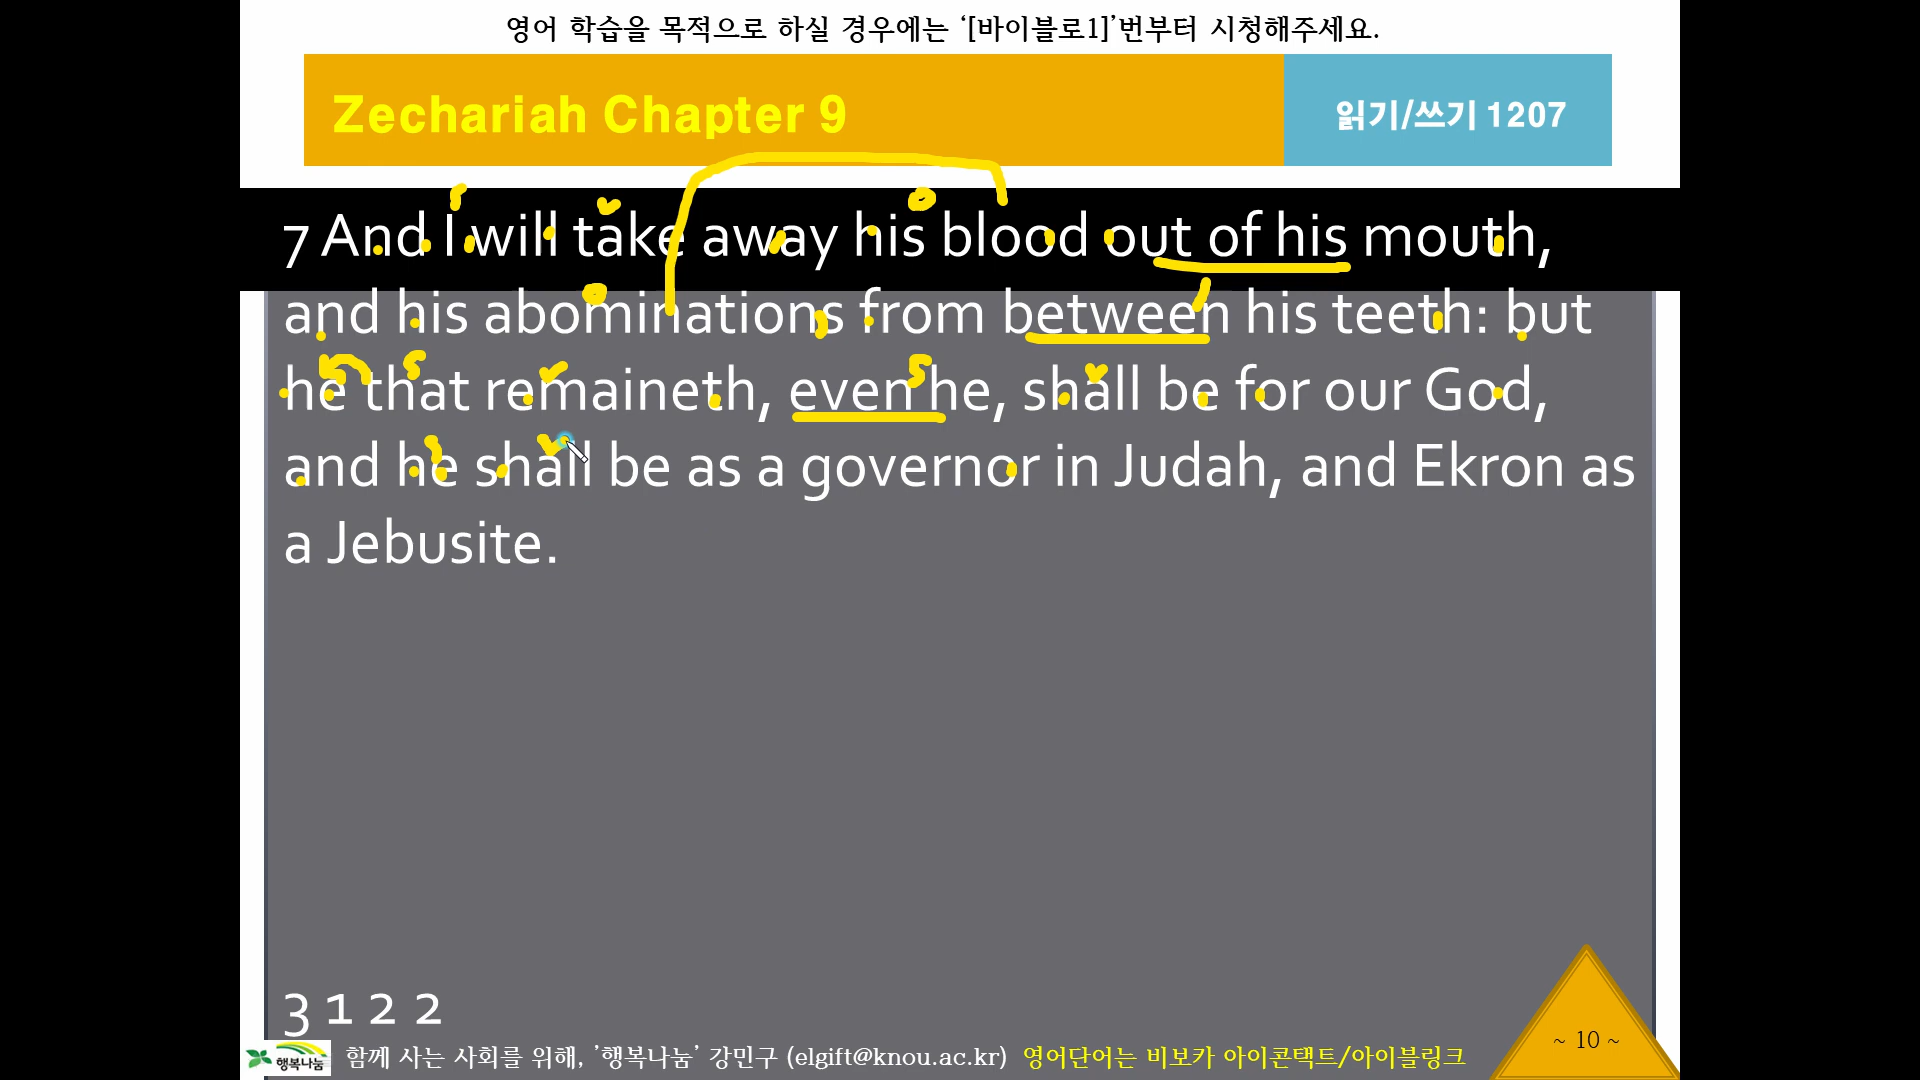 영어 학습을 목적으로 하실 경우에는 ‘[바이블로1]’번부터 시청해주세요.
Zechariah Chapter 9
읽기/쓰기 1207
7 And I will take away his blood out of his mouth,
and his abominations from between his teeth: but
he that remaineth, even he, shall be for our God,
and he shall be as a governor in Judah, and Ekron as
a Jebusite.
3 1 2 2
~ 10 ~
행복나눔
함께 사는 사회를 위해, ’행복나눔’ 강민구 (elgift@knou.ac.kr) 영어단어는 비보카 아이콘택트/아이블링크